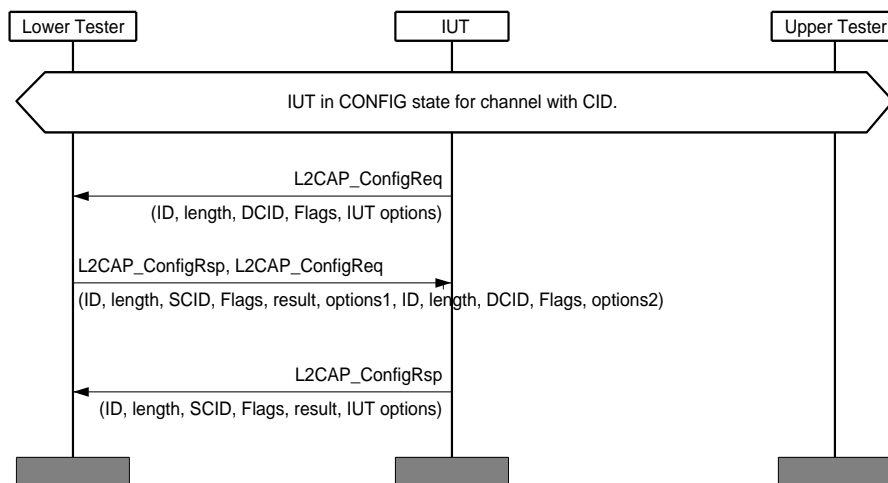 Lower Tester
IUT
Upper Tester
IUT in CONFIG state for channel with CID.
L2CAP_ConfigReq
(ID, length, DCID, Flags, IUT options)
L2CAP_ConfigRsp, L2CAP_ConfigReq
(ID, length, SCID, Flags, result, options1, ID, length, DCID, Flags, options2)
L2CAP_ConfigRsp
(ID, length, SCID, Flags, result, IUT options)